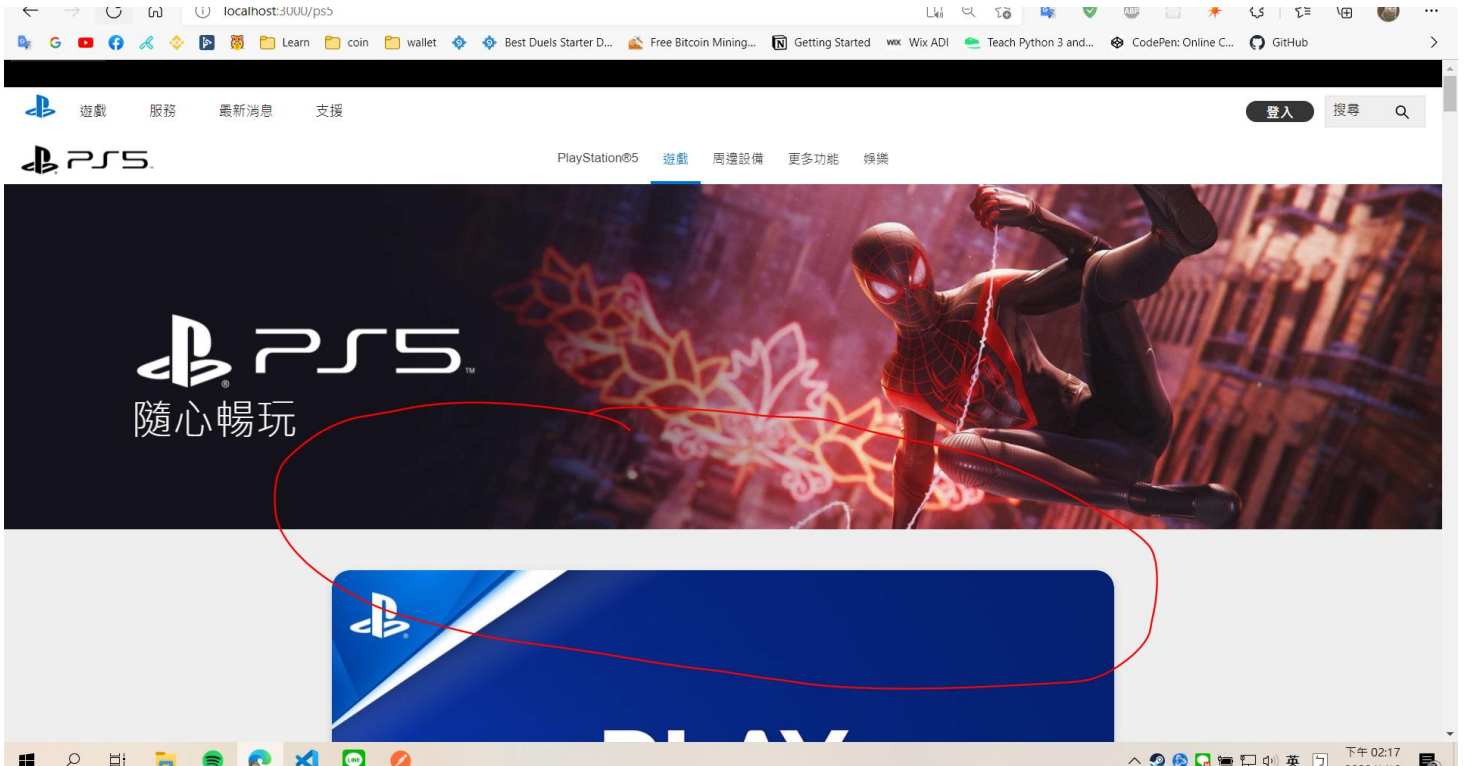 localhost:3000/ps5
Learn coin wallet Best Duels Starter D... Free Bitcoin Mining... Getting Started WIX Wix ADI Teach Python 3 and... CodePen: Online C... GitHub
遊戲 服務 最新消息 支援 登入 搜尋
PS5 PlayStation®5 遊戲 周邊設備 更多功能 娛樂
PS5™
隨心暢玩
PLAY
英 下午 02:17